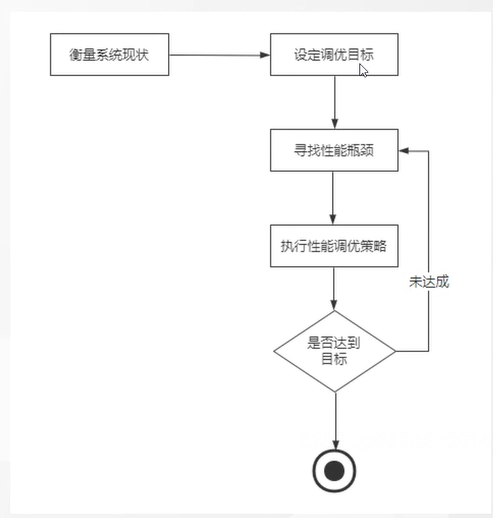 衡量系统现状
设定调优目标
寻找性能瓶颈
执行性能调优策略
未达成
是否达到
目标